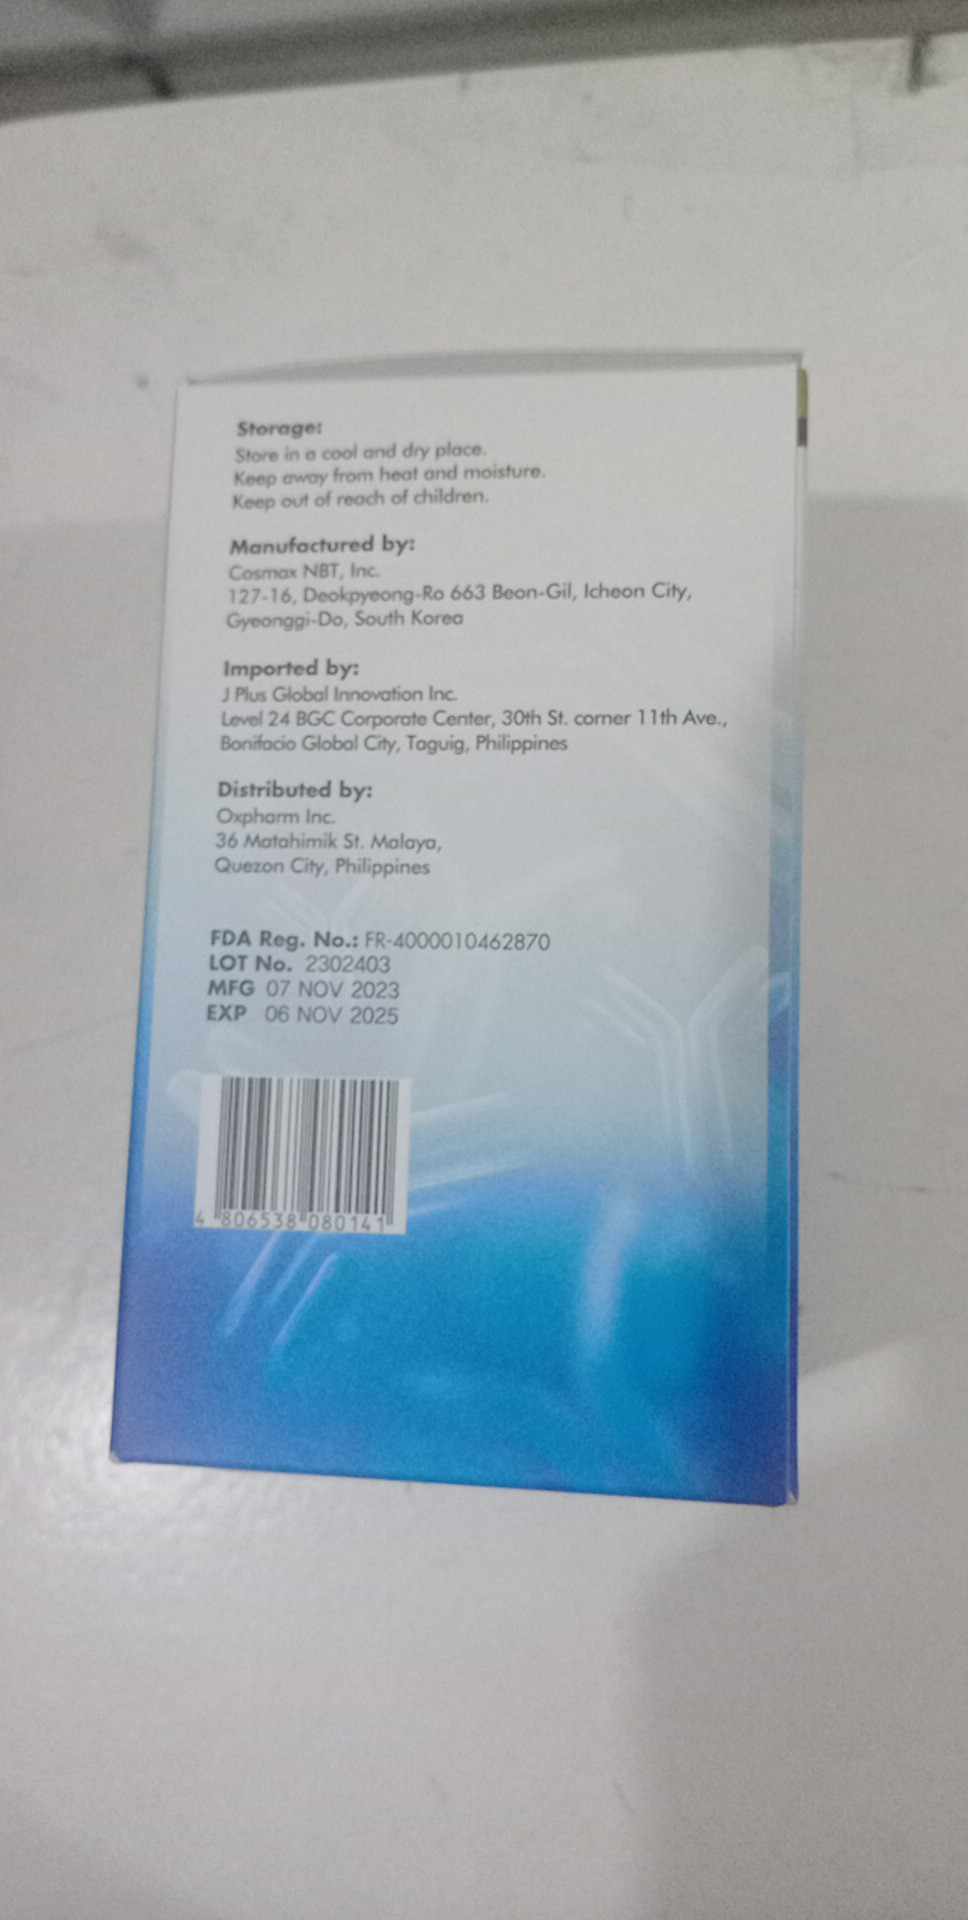 Storage:
Store in a cool and dry place.
Keep away from heat and moisture.
Keep out of reach of children.
Manufactured by:
Cosmax NBT, Inc.
127-16, Deokpyeong-Ro 663 Beon-Gil, Icheon City,
Gyeonggi-Do, South Korea
Imported by:
J Plus Global Innovation Inc.
Level 24 BGC Corporate Center, 30th St. corner 11th Ave.,
Bonifacio Global City, Taguig, Philippines
Distributed by:
Oxpharm Inc.
36 Matahimik St. Malaya,
Quezon City, Philippines
FDA Reg. No.: FR-4000010462870
LOT No. 2302403
MFG 07 NOV 2023
EXP 06 NOV 2025
4 806538 080141